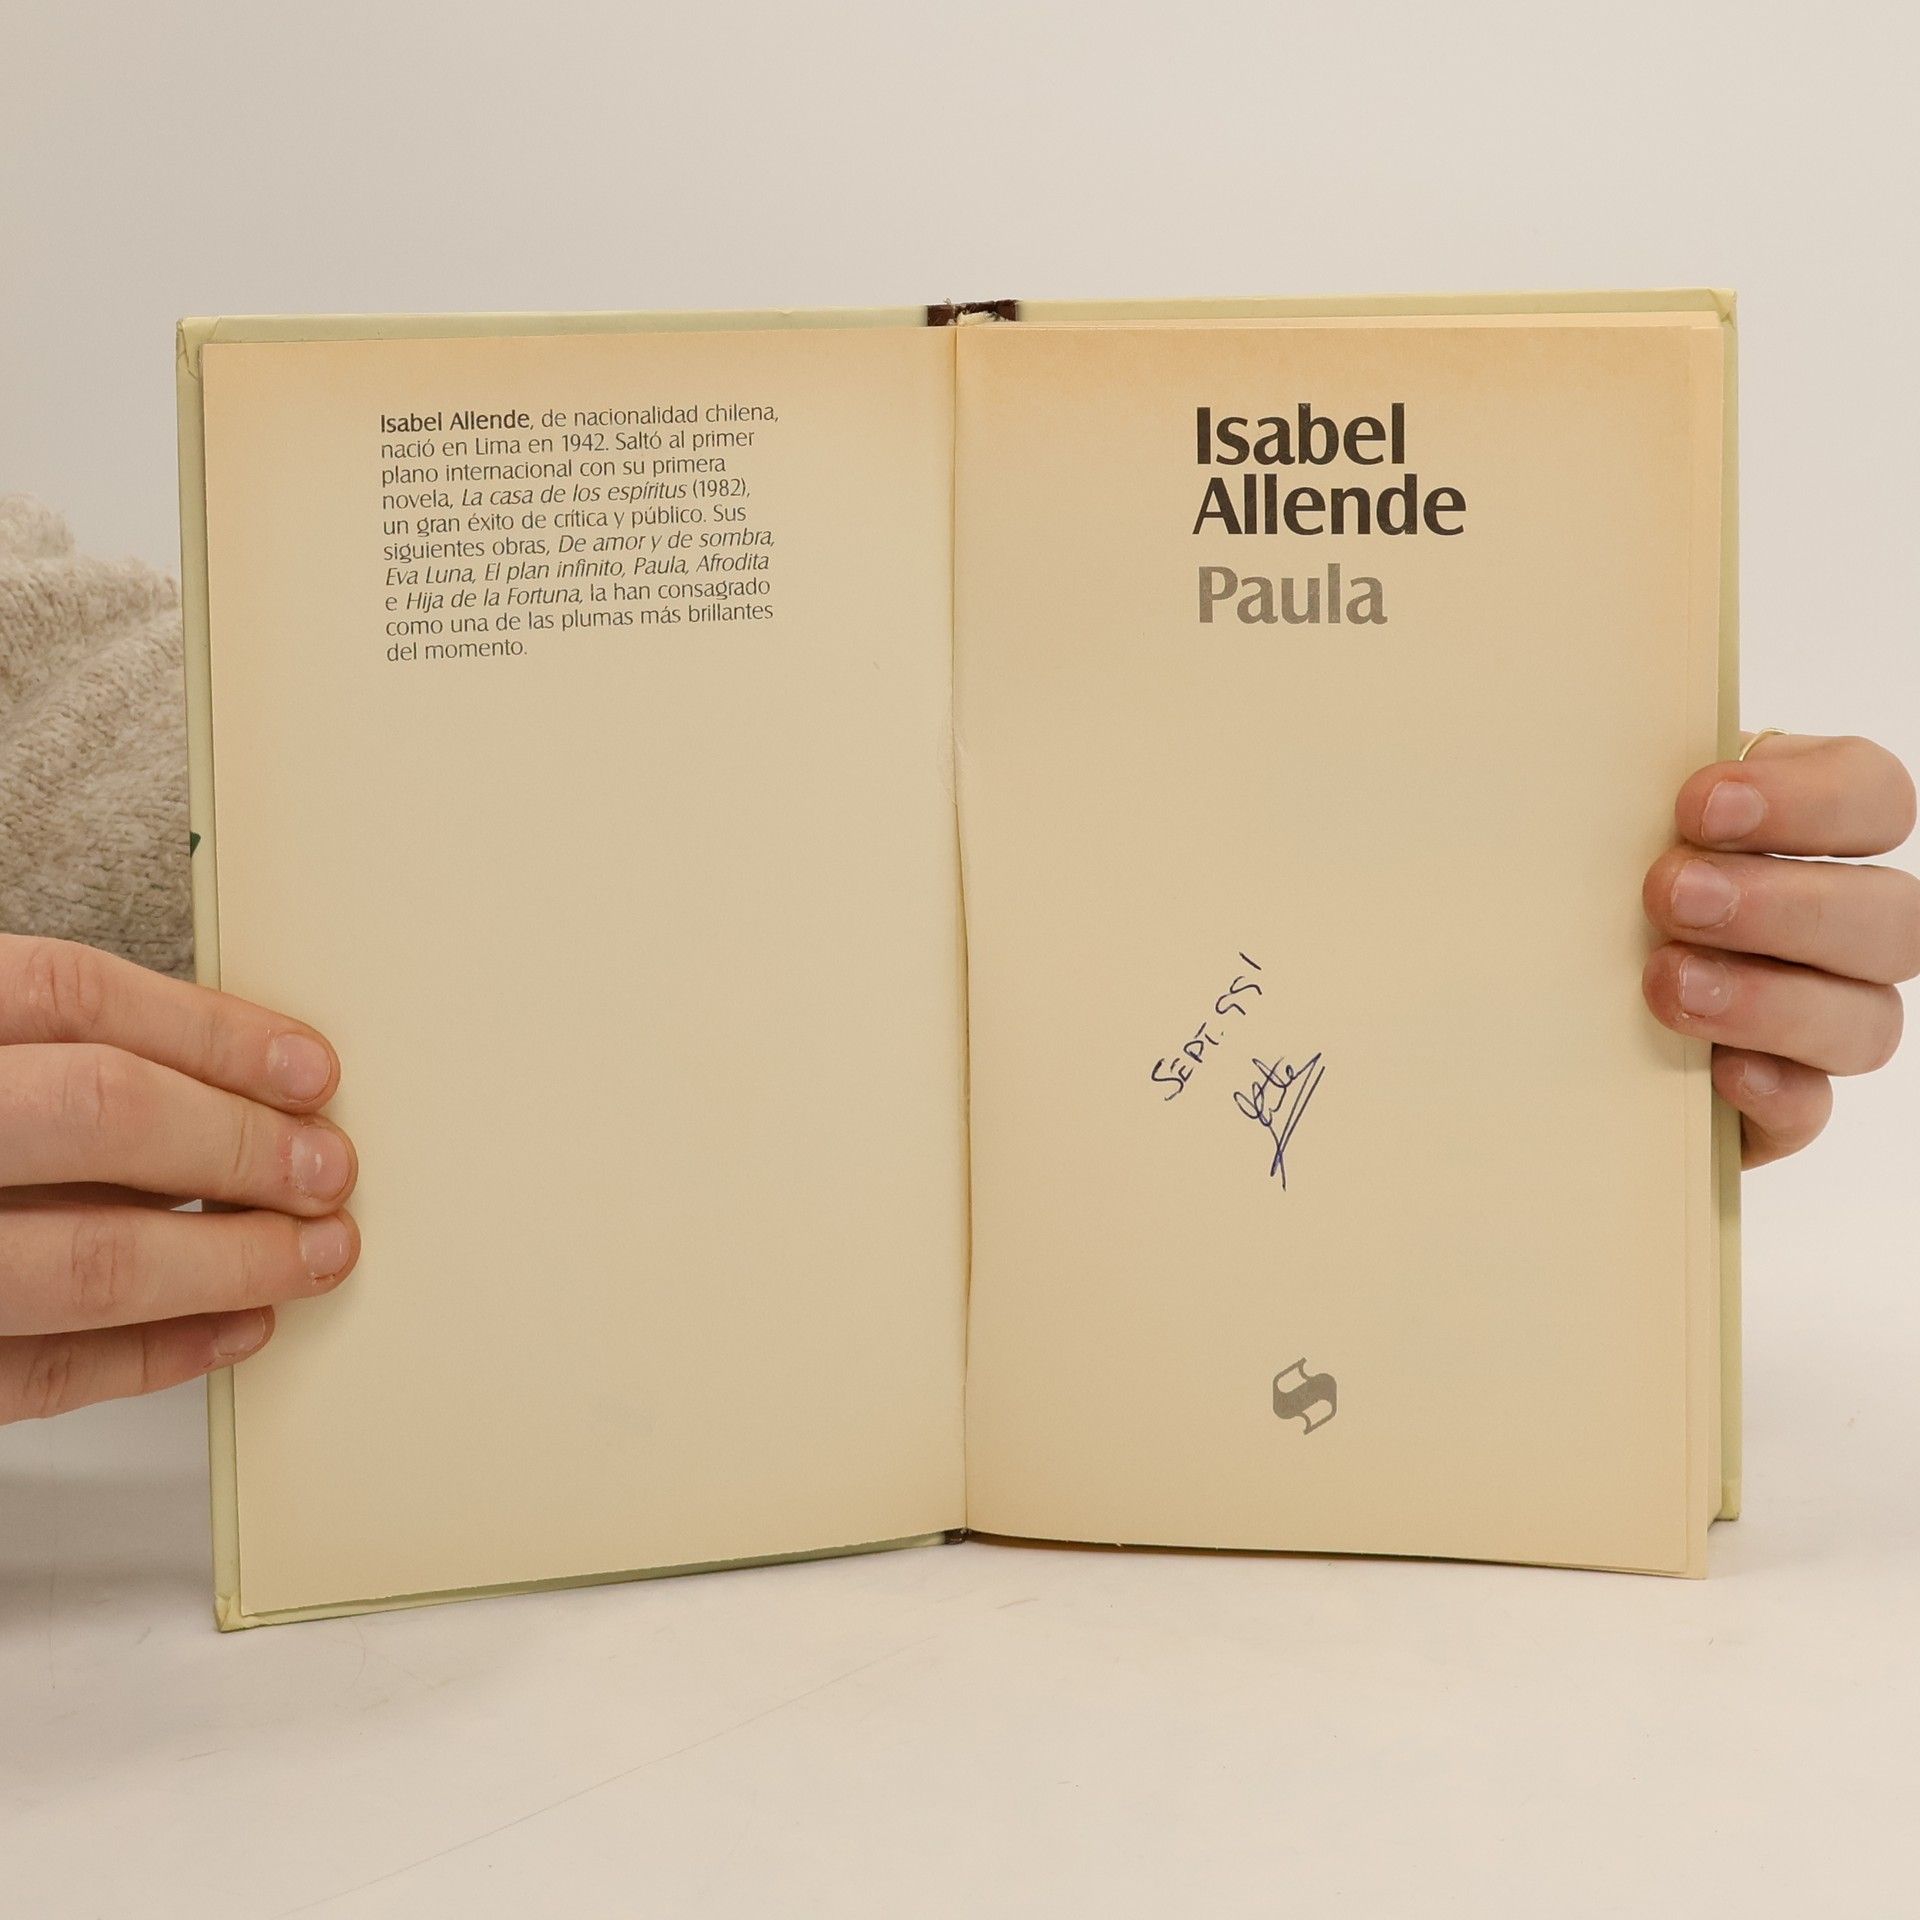 Isabel Allende, de nacionalidad chilena,
nació en Lima en 1942. Saltó al primer
plano internacional con su primera
novela, La casa de los espíritus (1982),
un gran éxito de crítica y público. Sus
siguientes obras, De amor y de sombra,
Eva Luna, El plan infinito, Paula, Afrodita
e Hija de la Fortuna, la han consagrado
como una de las plumas más brillantes
del momento.
Isabel
Allende
Paula
SEPT. 99